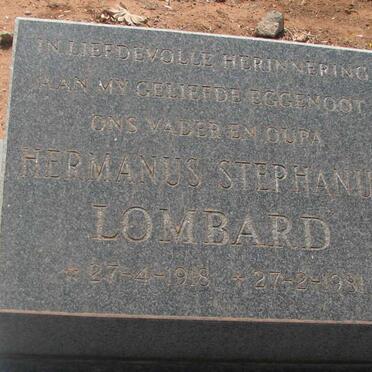 IN LIEFDEVOLLE HERINNERING
AAN MY GELIEFDE EGGENOOT
ONS VADER EN OUPA
HERMANUS STEPHANU
LOMBARD
* 27-4-1918 * 27-2-1981